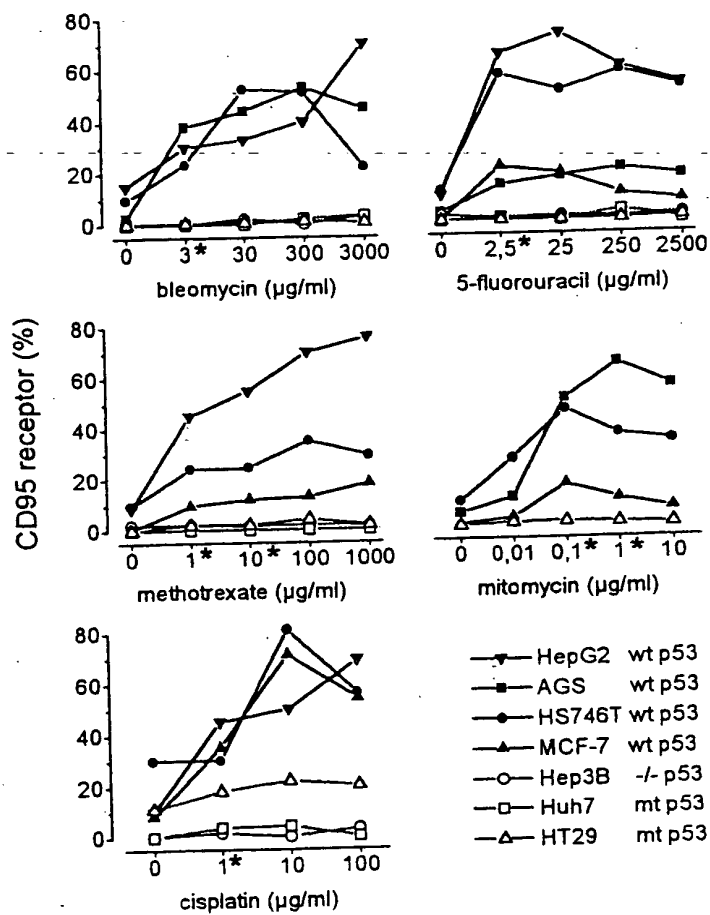 80
60
40
20
0
0 3* 30 300 3000
bleomycin (µg/ml)
0 2,5* 25 250 2500
5-fluorouracil (µg/ml)
CD95 receptor (%)
80
60
40
20
0
0 1* 10* 100 1000
methotrexate (µg/ml)
0 0,01 0,1* 1* 10
mitomycin (µg/ml)
80
60
40
20
0
0 1* 10 100
cisplatin (µg/ml)
HepG2 wt p53
AGS wt p53
HS746T wt p53
MCF-7 wt p53
Hep3B -/- p53
Huh7 mt p53
HT29 mt p53